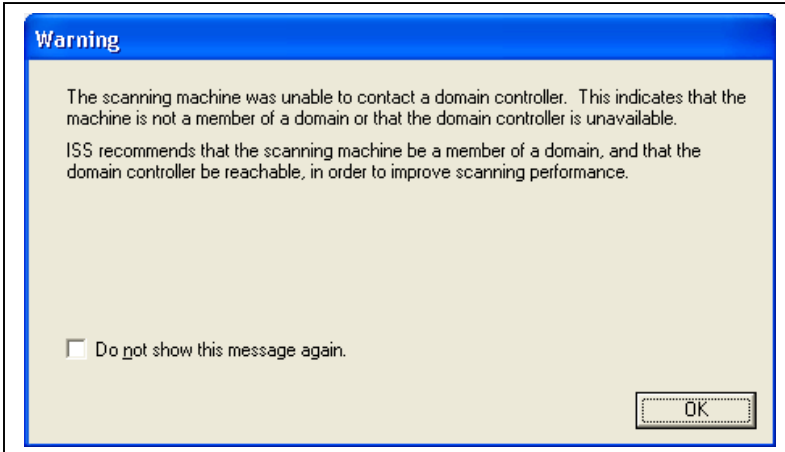 Warning
The scanning machine was unable to contact a domain controller.  This indicates that the
machine is not a member of a domain or that the domain controller is unavailable.
ISS recommends that the scanning machine be a member of a domain, and that the
domain controller be reachable, in order to improve scanning performance.
Do not show this message again.
OK